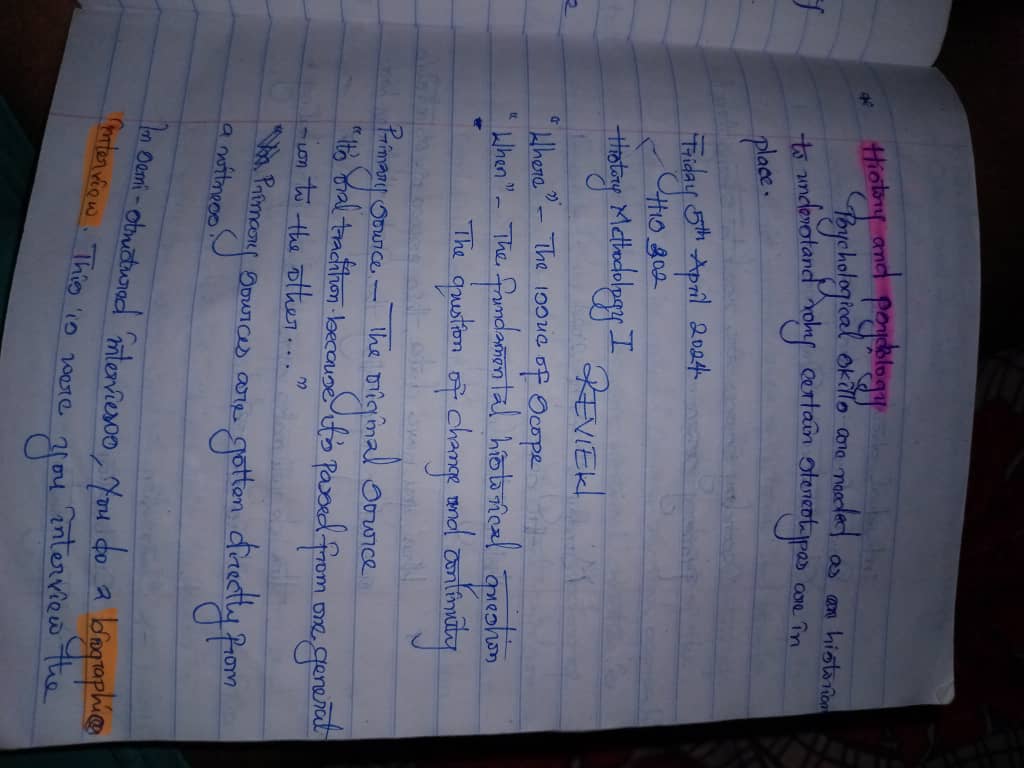 * History and psychology
Psychological skills are needed as an historian
to understand why certain stereotypes are in
place.
Friday 5th April 2024
HIS 302
History Methodology I
REVIEW
"Where" - The issue of scope
"When" - The fundamental historical question
The question of change and continuity
Primary source - The original source
"It's oral tradition because it's passed from one generat
-ion to the other..."
Primary sources are gotten directly from
a witness.
In semi-structured interviews, you do a biographic
interview. This is were you interview the